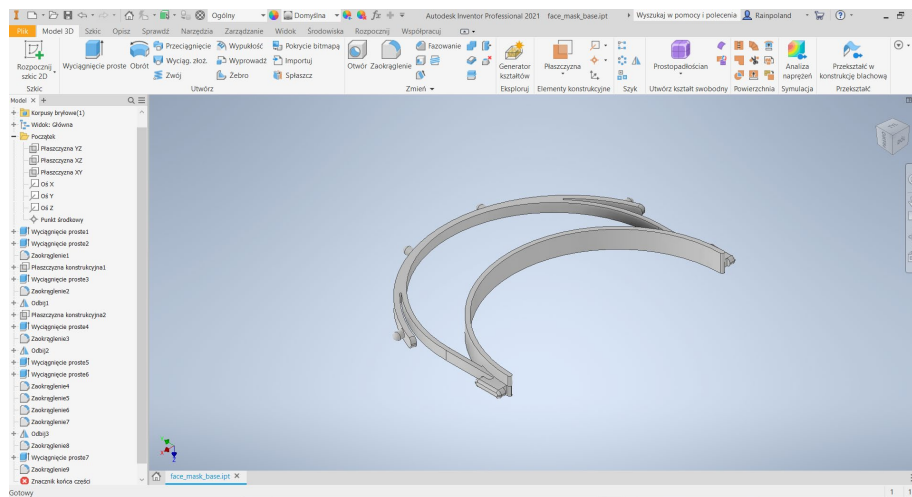 Ogólny Domyślna Autodesk Inventor Professional 2021 face_mask_base.ipt Wyszukaj w pomocy i polecenia Rainpoland
Plik Model 3D Szkic Opisz Sprawdź Narzędzia Zarządzanie Widok Środowiska Rozpocznij Współpracuj
Rozpocznij szkic 2D
Wyciągnięcie proste
Obrót
Przeciągnięcie Wypukłość Pokrycie bitmapą
Wyciąg. złoż. Wyprowadź Importuj
Zwój Żebro Spłaszcz
Otwór Zaokrąglenie
Fazowanie
Generator kształtów
Płaszczyzna
Prostopadłościan
Analiza naprężeń
Przekształć w konstrukcję blachową
Szkic Utwórz Zmień Eksploruj Elementy konstrukcyjne Szyk Utwórz kształt swobodny Powierzchnia Symulacja Przekształć
Model
Korpusy bryłowe(1)
Widok: Główna
Początek
Płaszczyzna YZ
Płaszczyzna XZ
Płaszczyzna XY
Oś X
Oś Y
Oś Z
Punkt środkowy
Wyciągnięcie proste1
Wyciągnięcie proste2
Zaokrąglenie1
Płaszczyzna konstrukcyjna1
Wyciągnięcie proste3
Zaokrąglenie2
Odbij1
Płaszczyzna konstrukcyjna2
Wyciągnięcie proste4
Zaokrąglenie3
Odbij2
Wyciągnięcie proste5
Wyciągnięcie proste6
Zaokrąglenie4
Zaokrąglenie5
Zaokrąglenie6
Zaokrąglenie7
Odbij3
Zaokrąglenie8
Wyciągnięcie proste7
Zaokrąglenie9
Znacznik końca części
face_mask_base.ipt
Gotowy
1 1